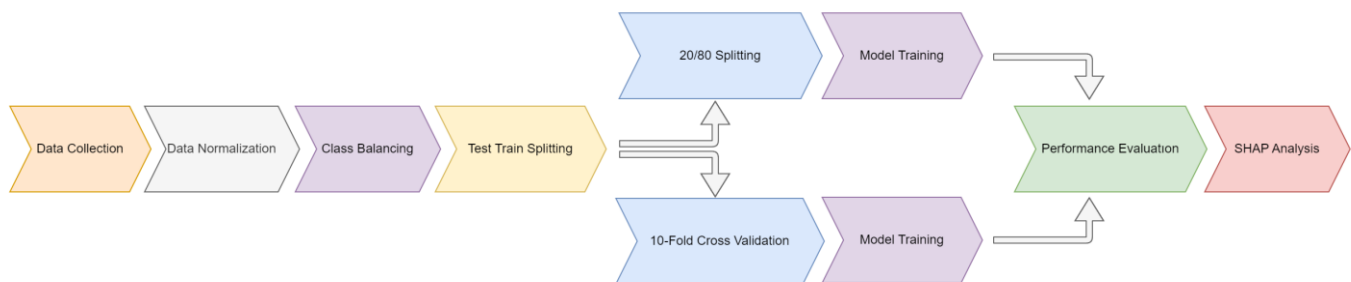 20/80 Splitting
Model Training
Data Collection
Data Normalization
Class Balancing
Test Train Splitting
Performance Evaluation
SHAP Analysis
10-Fold Cross Validation
Model Training